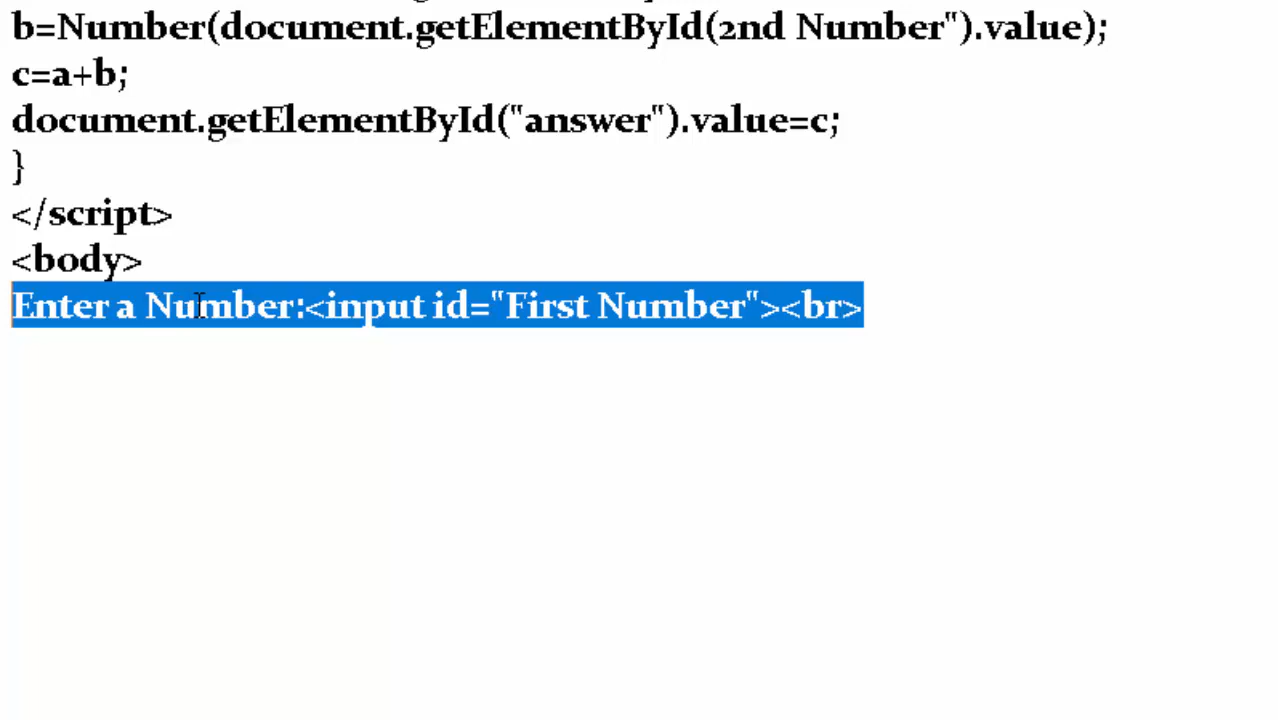 b=Number(document.getElementById(2nd Number").value);
c=a+b;
document.getElementById("answer").value=c;
}
</script>
<body>
Enter a Number:<input id="First Number"><br>